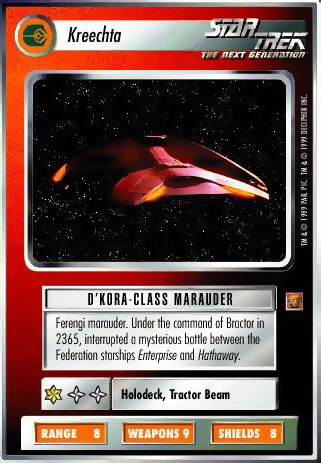 Kreechta
STAR TREK
THE NEXT GENERATION
TM & © 1999 PAR. PIC. TM & © 1999 DECIPHER INC.
D'KORA-CLASS MARAUDER
Ferengi marauder. Under the command of Bractor in
2365, interrupted a mysterious battle between the
Federation starships Enterprise and Hathaway.
Holodeck, Tractor Beam
RANGE 8 WEAPONS 9 SHIELDS 8